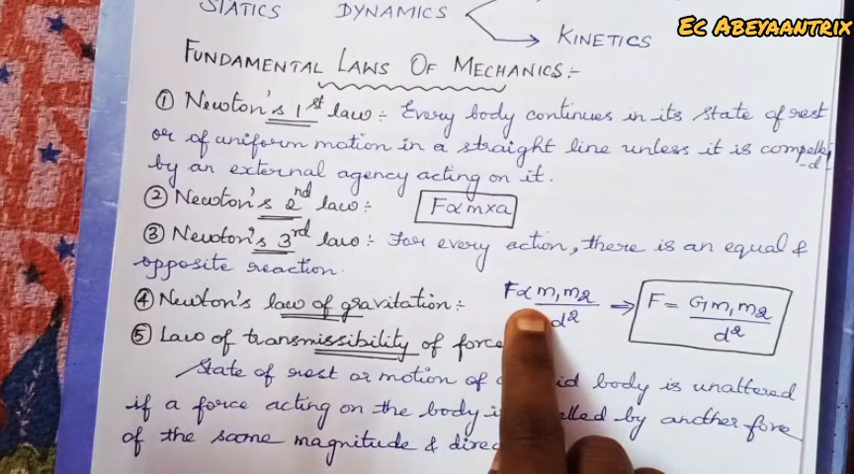 STATICS DYNAMICS
Ec Abeyaantrix
KINETICS
FUNDAMENTAL LAWS OF MECHANICS:-
① Newton's 1st law:- Every body continues in its state of rest
or of uniform motion in a straight line unless it is compelle
-d
by an external agency acting on it.
② Newton's 2nd law:- F∝m×a
③ Newton's 3rd law:- For every action, there is an equal &
opposite reaction.
④ Newton's law of gravitation:- F∝ m₁m₂/d² ⇒ F = Gm₁m₂/d²
⑤ Law of transmissibility of force
State of rest or motion of body is unattered
if a force acting on the body by another force
of the same magnitude &